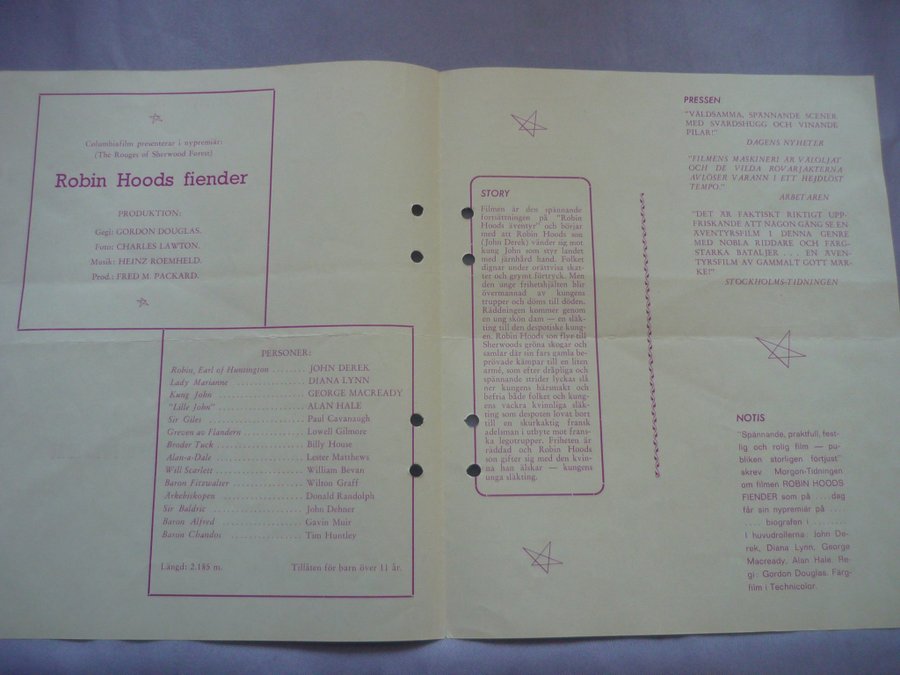 Columbiafilm presenterar i nypremiär:
(The Rouges of Sherwood Forest)
Robin Hoods fiender
PRODUKTION:
Regi: GORDON DOUGLAS.
Foto: CHARLES LAWTON.
Musik: HEINZ ROEMHELD.
Prod.: FRED M. PACKARD.
PERSONER:
Robin, Earl of Huntington ........ JOHN DEREK
Lady Marianne ................ DIANA LYNN
Kung John .................... GEORGE MACREADY
"Lille John" ................... ALAN HALE
Sir Giles ...................... Paul Cavanaugh
Greven av Flandern ............. Lowell Gilmore
Broder Tuck ................... Billy House
Alan-a-Dale .................... Lester Matthews
Will Scarlett ................... William Bevan
Baron Fitzwalter ................ Wilton Graff
Ärkebiskopen .................. Donald Randolph
Sir Baldric .................... John Dehner
Baron Alfred .................. Gavin Muir
Baron Chandos ................ Tim Huntley
Längd: 2.185 m. Tillåten för barn över 11 år.
STORY
Filmen är den spännande
fortsättningen på "Robin
Hoods äventyr" och börjar
med att Robin Hoods son
(John Derek) vänder sig mot
kung John som styr landet
med järnhård hand. Folket
dignar under orättvisa skat-
ter och grymt förtryck. Men
den unge frihetshjälten blir
övermannad av kungens
trupper och döms till döden.
Räddningen kommer genom
en ung skön dam — en släk-
ting till den despotiske kung-
en. Robin Hoods son flyr till
Sherwoods gröna skogar och
samlar där sin fars gamla be-
prövade kämpar till en liten
armé, som efter dråpliga och
spännande strider lyckas slå
ner kungens härsmakt och
befria både folket och kung-
ens vackra kvinnliga släk-
ting som despoten lovat bort
till en skurkaktig fransk
adelsman i utbyte mot fran-
ska legotrupper. Friheten är
räddad och Robin Hoods
son gifter sig med den kvin-
na han älskar — kungens
unga släkting.
PRESSEN
"VÅLDSAMMA, SPÄNNANDE SCENER
MED SVÄRDSHUGG OCH VINANDE
PILAR!"
DAGENS NYHETER
"FILMENS MASKINERI ÄR VÄLOLJAT
OCH DE VILDA RÖVARJAKTERNA
AVLÖSER VARANN I ETT HEJDLÖST
TEMPO."
ARBETAREN
"DET ÄR FAKTISKT RIKTIGT UPP-
FRISKANDE ATT NÅGON GÅNG SE EN
ÄVENTYRSFILM I DENNA GENRE
MED NOBLA RIDDARE OCH FÄRG-
STARKA BATALJER ... EN ÄVEN-
TYRSFILM AV GAMMALT GOTT MÄR-
KE!"
STOCKHOLMS-TIDNINGEN
NOTIS
"Spännande, praktfull, fest-
lig och rolig film — pu-
bliken storligen förtjust"
skrev Morgon-Tidningen
om filmen ROBIN HOODS
FIENDER som på ....dag
får sin nypremiär på ....
.... biografen i ........
I huvudrollerna: John De-
rek, Diana Lynn, George
Macready, Alan Hale. Re-
gi: Gordon Douglas. Färg-
film i Technicolor.